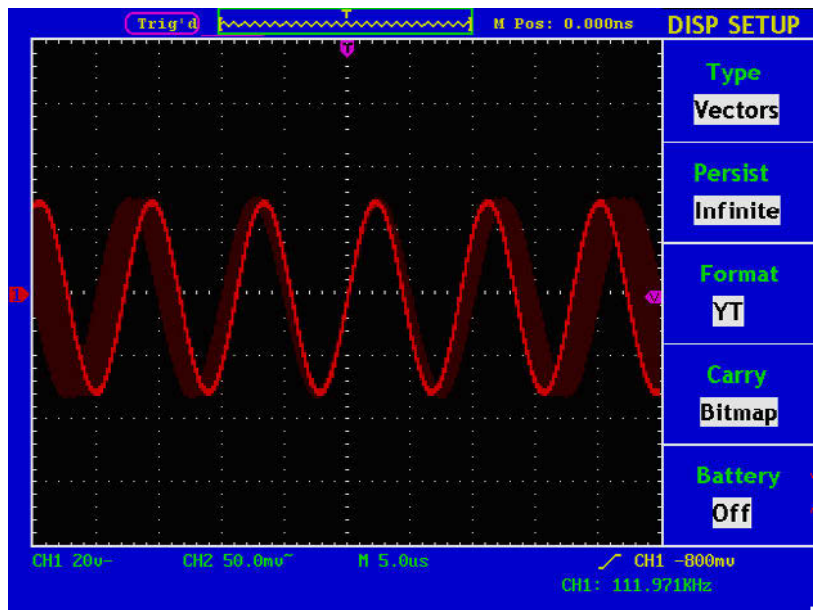 Trig'd
T
M Pos: 0.000ns
DISP SETUP
T
Type
Vectors
Persist
Infinite
1
V
Format
YT
Carry
Bitmap
Battery
Off
CH1 20v-
CH2 50.0mv~
M 5.0us
CH1 -800mv
CH1: 111.971KHz